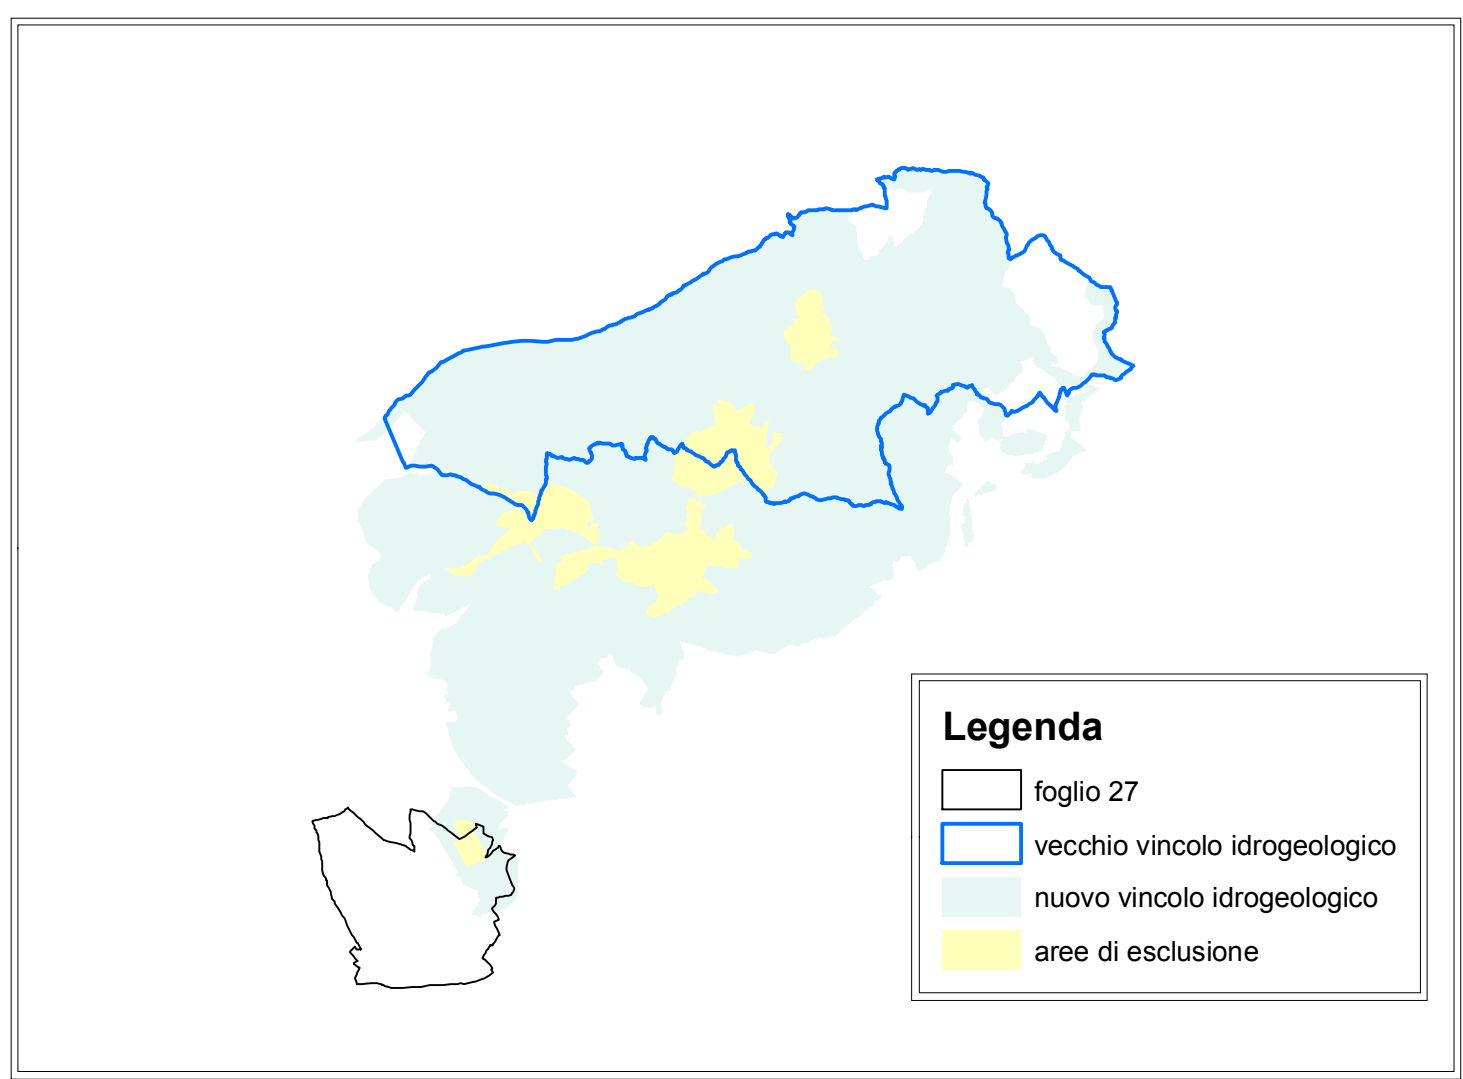 Legenda
foglio 27
vecchio vincolo idrogeologico
nuovo vincolo idrogeologico
aree di esclusione